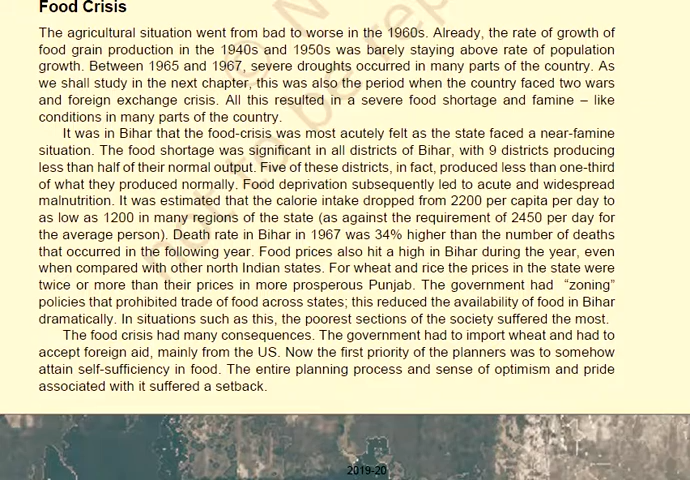 Food Crisis
The agricultural situation went from bad to worse in the 1960s. Already, the rate of growth of
food grain production in the 1940s and 1950s was barely staying above rate of population
growth. Between 1965 and 1967, severe droughts occurred in many parts of the country. As
we shall study in the next chapter, this was also the period when the country faced two wars
and foreign exchange crisis. All this resulted in a severe food shortage and famine – like
conditions in many parts of the country.
It was in Bihar that the food-crisis was most acutely felt as the state faced a near-famine
situation. The food shortage was significant in all districts of Bihar, with 9 districts producing
less than half of their normal output. Five of these districts, in fact, produced less than one-third
of what they produced normally. Food deprivation subsequently led to acute and widespread
malnutrition. It was estimated that the calorie intake dropped from 2200 per capita per day to
as low as 1200 in many regions of the state (as against the requirement of 2450 per day for
the average person). Death rate in Bihar in 1967 was 34% higher than the number of deaths
that occurred in the following year. Food prices also hit a high in Bihar during the year, even
when compared with other north Indian states. For wheat and rice the prices in the state were
twice or more than their prices in more prosperous Punjab. The government had “zoning”
policies that prohibited trade of food across states; this reduced the availability of food in Bihar
dramatically. In situations such as this, the poorest sections of the society suffered the most.
The food crisis had many consequences. The government had to import wheat and had to
accept foreign aid, mainly from the US. Now the first priority of the planners was to somehow
attain self-sufficiency in food. The entire planning process and sense of optimism and pride
associated with it suffered a setback.
2019-20